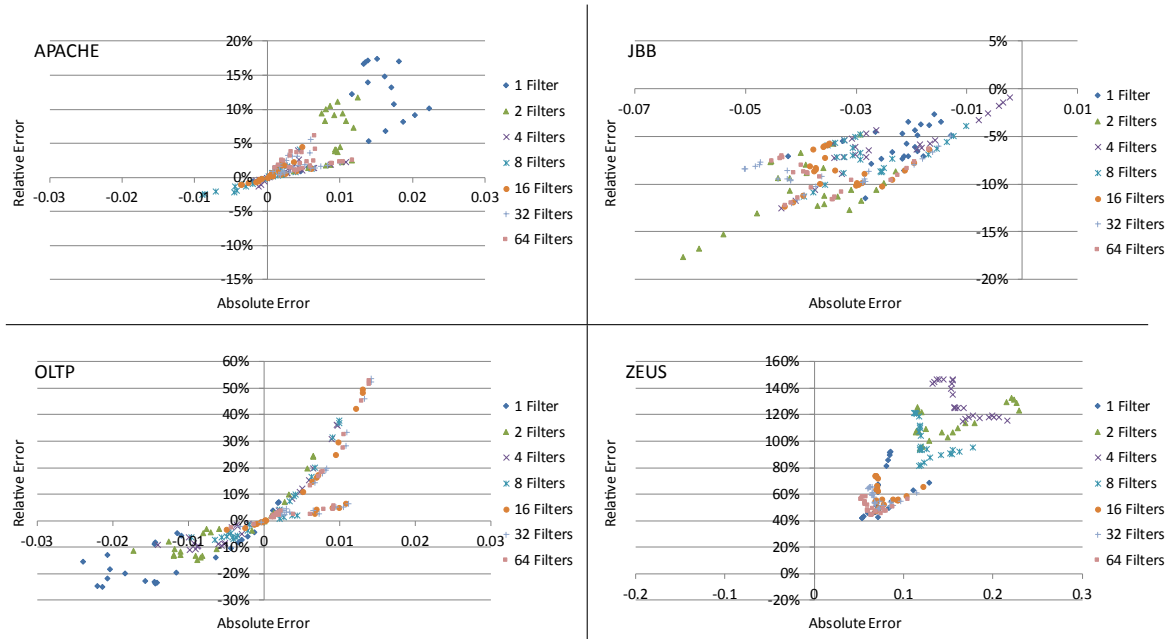 APACHE
Relative Error
20%
15%
10%
5%
0%
-5%
-10%
-15%
-0.03
-0.02
-0.01
0
0.01
0.02
0.03
Absolute Error
1 Filter
2 Filters
4 Filters
8 Filters
16 Filters
32 Filters
64 Filters
JBB
Relative Error
5%
0%
-5%
-10%
-15%
-20%
-0.07
-0.05
-0.03
-0.01
0.01
Absolute Error
1 Filter
2 Filters
4 Filters
8 Filters
16 Filters
32 Filters
64 Filters
OLTP
Relative Error
60%
50%
40%
30%
20%
10%
0%
-10%
-20%
-30%
-0.03
-0.02
-0.01
0
0.01
0.02
0.03
Absolute Error
1 Filter
2 Filters
4 Filters
8 Filters
16 Filters
32 Filters
64 Filters
ZEUS
Relative Error
160%
140%
120%
100%
80%
60%
40%
20%
0%
-20%
-0.2
-0.1
0
0.1
0.2
0.3
Absolute Error
1 Filter
2 Filters
4 Filters
8 Filters
16 Filters
32 Filters
64 Filters